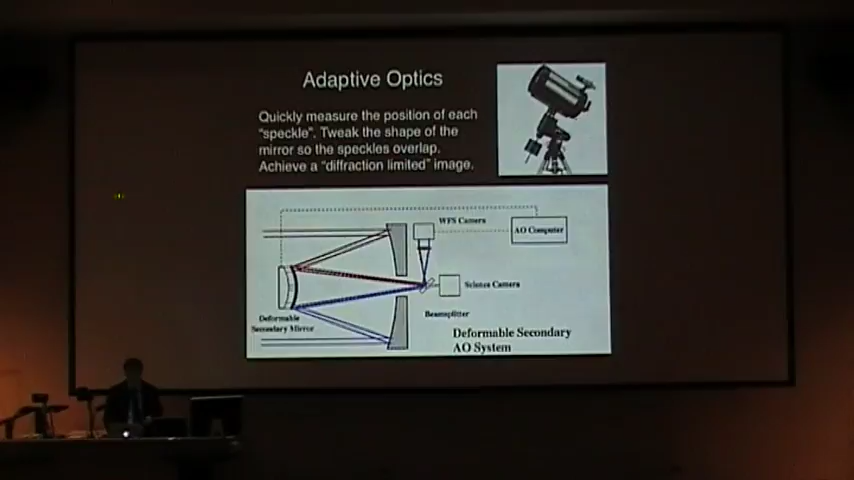 Adaptive Optics
Quickly measure the position of each
"speckle". Tweak the shape of the
mirror so the speckles overlap.
Achieve a "diffraction limited" image.
WFS Camera
AO Computer
Science Camera
Beamsplitter
Deformable
Secondary Mirror
Deformable Secondary
AO System